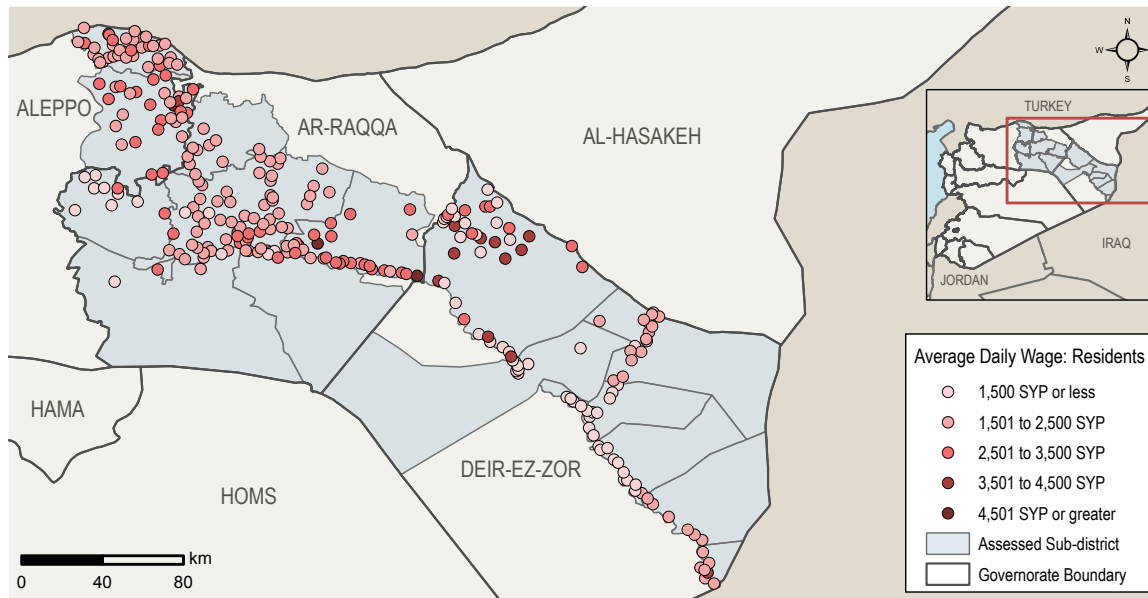 N
W
E
S
TURKEY
IRAQ
JORDAN
ALEPPO
AR-RAQQA
AL-HASAKEH
HAMA
HOMS
DEIR-EZ-ZOR
km
0 40 80
Average Daily Wage: Residents
1,500 SYP or less
1,501 to 2,500 SYP
2,501 to 3,500 SYP
3,501 to 4,500 SYP
4,501 SYP or greater
Assessed Sub-district
Governorate Boundary